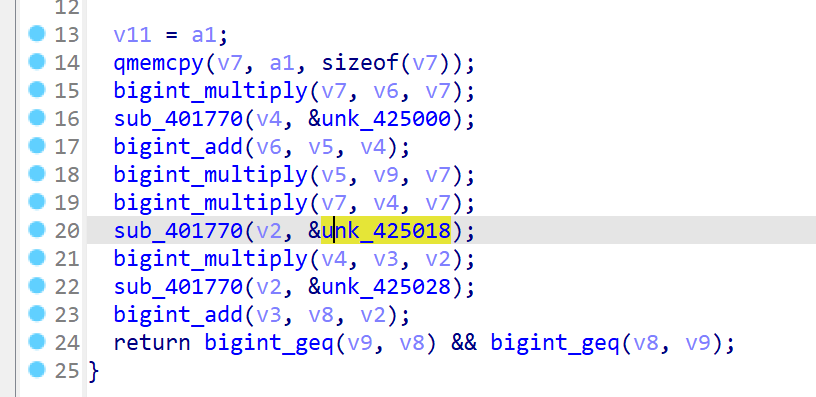 12
13 v11 = a1;
14 qmemcpy(v7, a1, sizeof(v7));
15 bigint_multiply(v7, v6, v7);
16 sub_401770(v4, &unk_425000);
17 bigint_add(v6, v5, v4);
18 bigint_multiply(v5, v9, v7);
19 bigint_multiply(v7, v4, v7);
20 sub_401770(v2, &unk_425018);
21 bigint_multiply(v4, v3, v2);
22 sub_401770(v2, &unk_425028);
23 bigint_add(v3, v8, v2);
24 return bigint_geq(v9, v8) && bigint_geq(v8, v9);
25 }